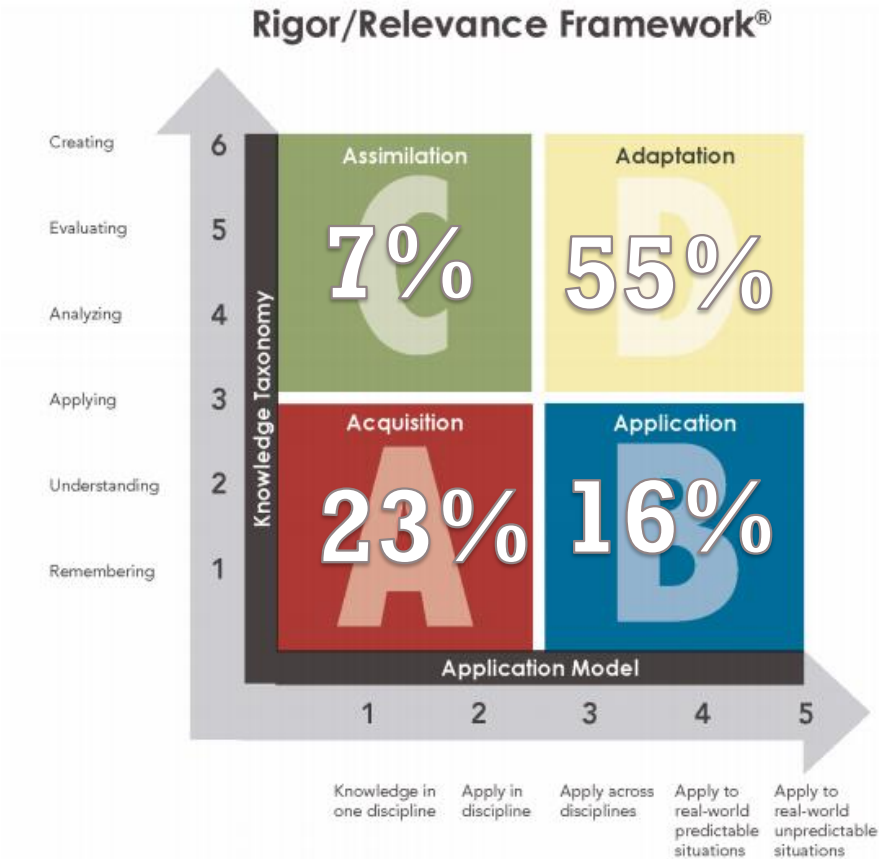 Rigor/Relevance Framework®
Creating
6
Evaluating
5
Analyzing
4
Applying
3
Understanding
2
Remembering
1
Knowledge Taxonomy
Assimilation
C
7%
Adaptation
D
55%
Acquisition
A
23%
Application
B
16%
Application Model
1 2 3 4 5
Knowledge in
one discipline
Apply in
discipline
Apply across
disciplines
Apply to
real-world
predictable
situations
Apply to
real-world
unpredictable
situations